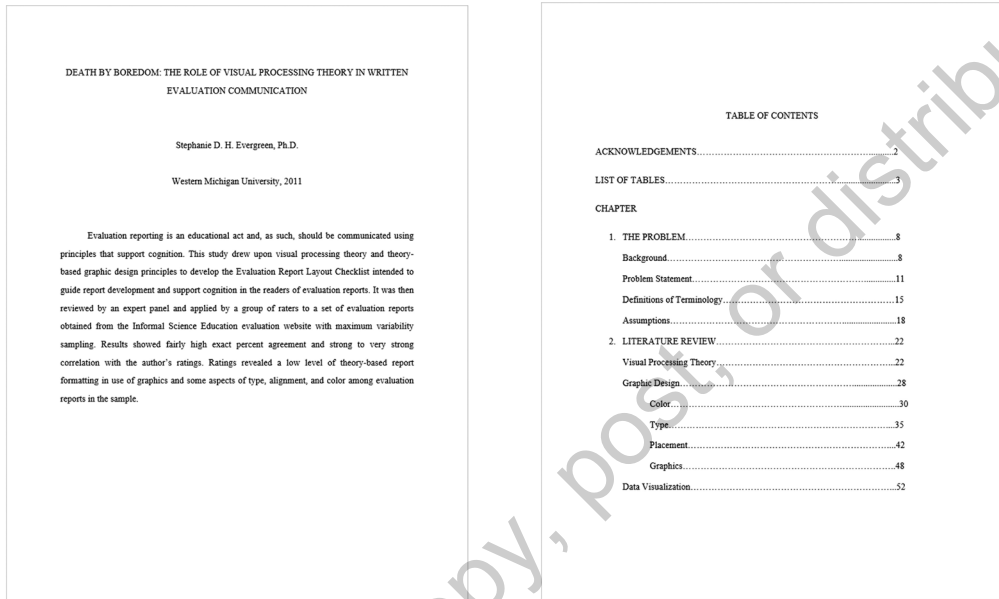 DEATH BY BOREDOM: THE ROLE OF VISUAL PROCESSING THEORY IN WRITTEN
EVALUATION COMMUNICATION
Stephanie D. H. Evergreen, Ph.D.
Western Michigan University, 2011
Evaluation reporting is an educational act and, as such, should be communicated using
principles that support cognition. This study drew upon visual processing theory and theory-
based graphic design principles to develop the Evaluation Report Layout Checklist intended to
guide report development and support cognition in the readers of evaluation reports. It was then
reviewed by an expert panel and applied by a group of raters to a set of evaluation reports
obtained from the Informal Science Education evaluation website with maximum variability
sampling. Results showed fairly high exact percent agreement and strong to very strong
correlation with the author's ratings. Ratings revealed a low level of theory-based report
formatting in use of graphics and some aspects of type, alignment, and color among evaluation
reports in the sample.
TABLE OF CONTENTS
ACKNOWLEDGEMENTS..........2
LIST OF TABLES..........3
CHAPTER
1. THE PROBLEM..........8
Background..........8
Problem Statement..........11
Definitions of Terminology..........15
Assumptions..........18
2. LITERATURE REVIEW..........22
Visual Processing Theory..........22
Graphic Design..........28
Color..........30
Type..........35
Placement..........42
Graphics..........48
Data Visualization..........52
post, or